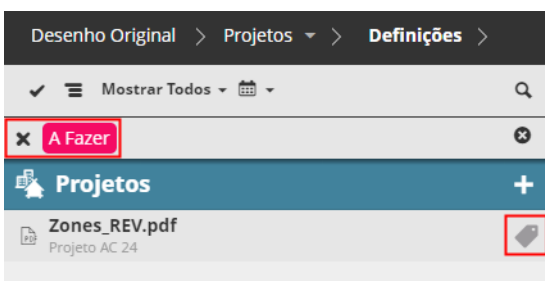 Desenho Original > Projetos > Definições >
Mostrar Todos
A Fazer
Projetos
Zones_REV.pdf
Projeto AC 24